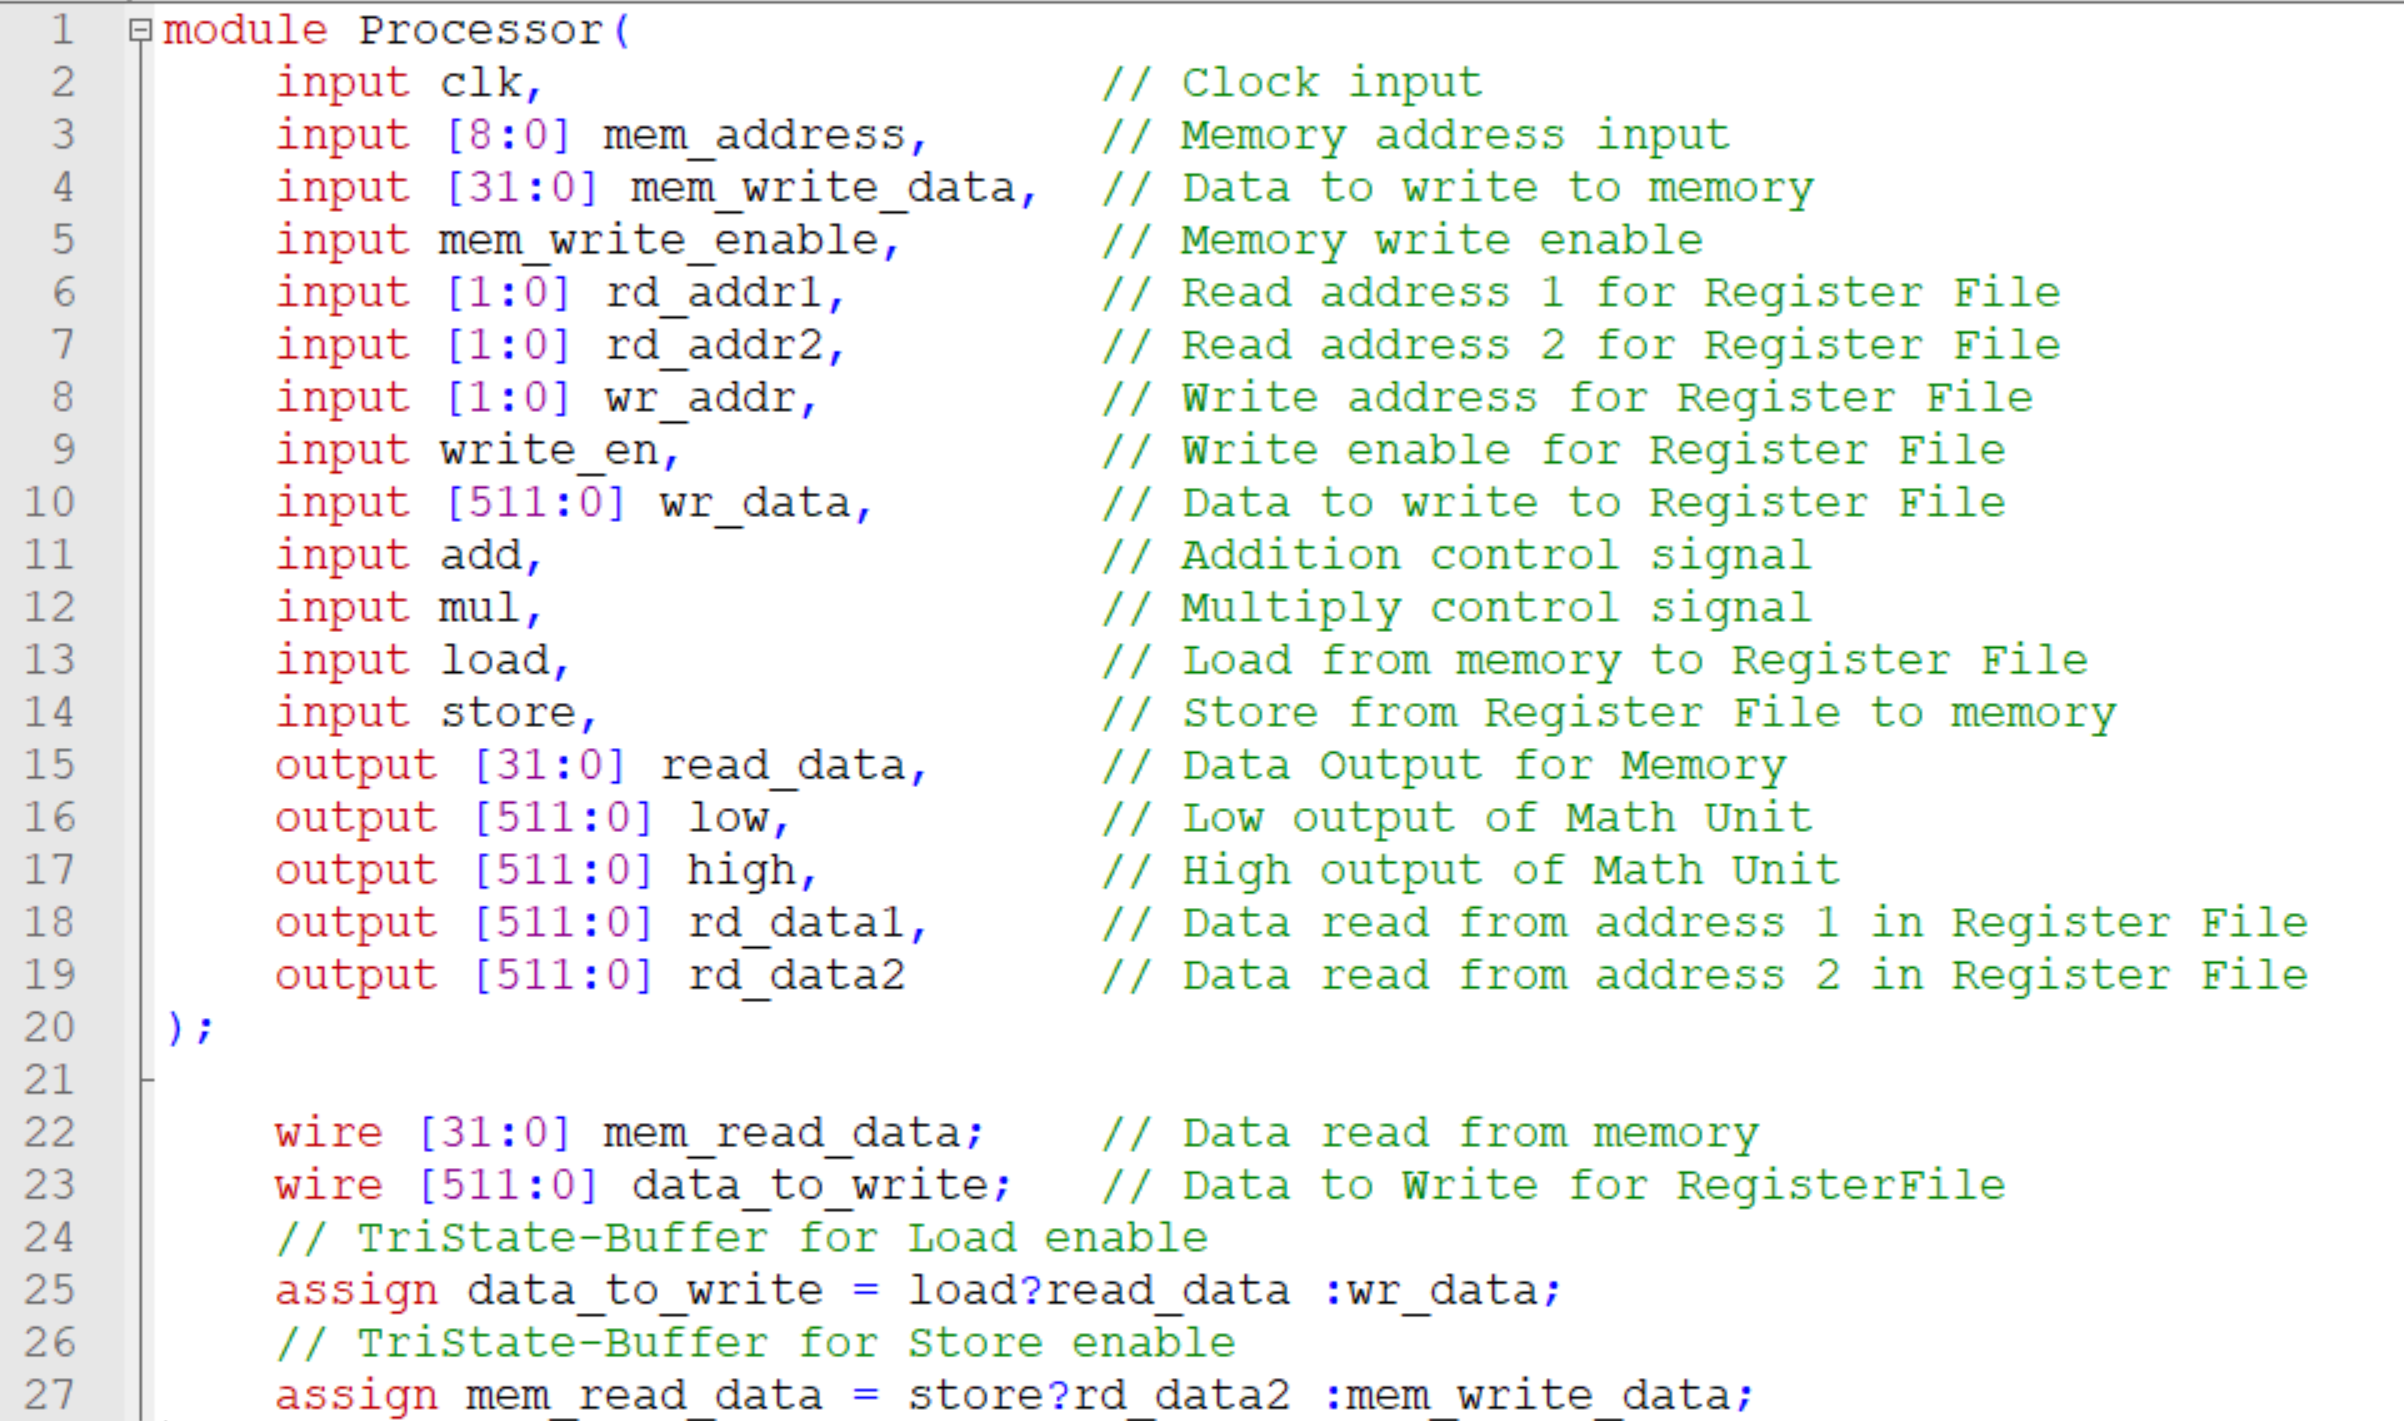 1 module Processor(
2 input clk, // Clock input
3 input [8:0] mem_address, // Memory address input
4 input [31:0] mem_write_data, // Data to write to memory
5 input mem_write_enable, // Memory write enable
6 input [1:0] rd_addr1, // Read address 1 for Register File
7 input [1:0] rd_addr2, // Read address 2 for Register File
8 input [1:0] wr_addr, // Write address for Register File
9 input write_en, // Write enable for Register File
10 input [511:0] wr_data, // Data to write to Register File
11 input add, // Addition control signal
12 input mul, // Multiply control signal
13 input load, // Load from memory to Register File
14 input store, // Store from Register File to memory
15 output [31:0] read_data, // Data Output for Memory
16 output [511:0] low, // Low output of Math Unit
17 output [511:0] high, // High output of Math Unit
18 output [511:0] rd_data1, // Data read from address 1 in Register File
19 output [511:0] rd_data2 // Data read from address 2 in Register File
20 );
21
22 wire [31:0] mem_read_data; // Data read from memory
23 wire [511:0] data_to_write; // Data to Write for RegisterFile
24 // TriState-Buffer for Load enable
25 assign data_to_write = load?read_data :wr_data;
26 // TriState-Buffer for Store enable
27 assign mem_read_data = store?rd_data2 :mem_write_data;